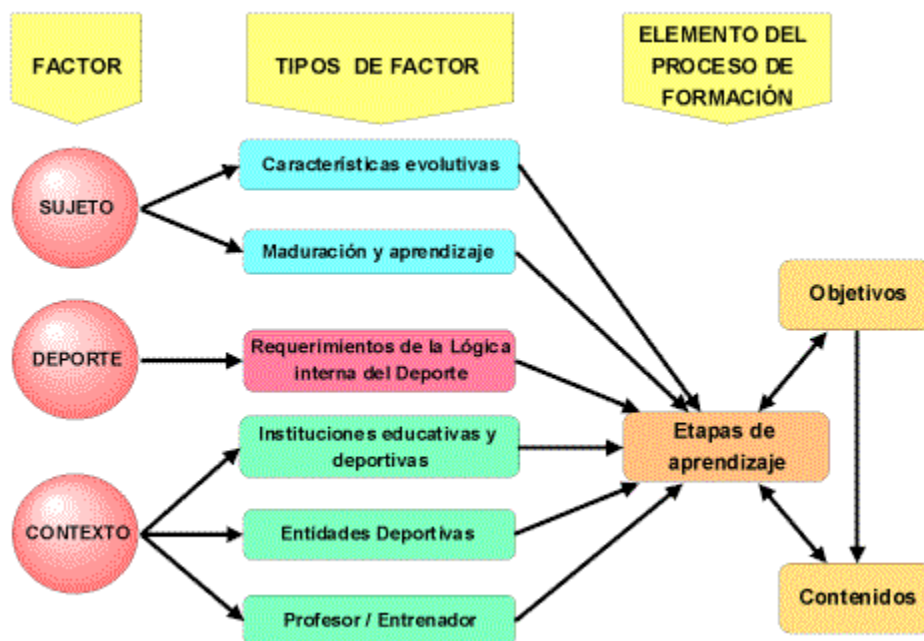 FACTOR
TIPOS DE FACTOR
ELEMENTO DEL
PROCESO DE
FORMACIÓN
SUJETO
Características evolutivas
Maduración y aprendizaje
DEPORTE
Requerimientos de la Lógica
interna del Deporte
CONTEXTO
Instituciones educativas y
deportivas
Entidades Deportivas
Profesor / Entrenador
Etapas de
aprendizaje
Objetivos
Contenidos